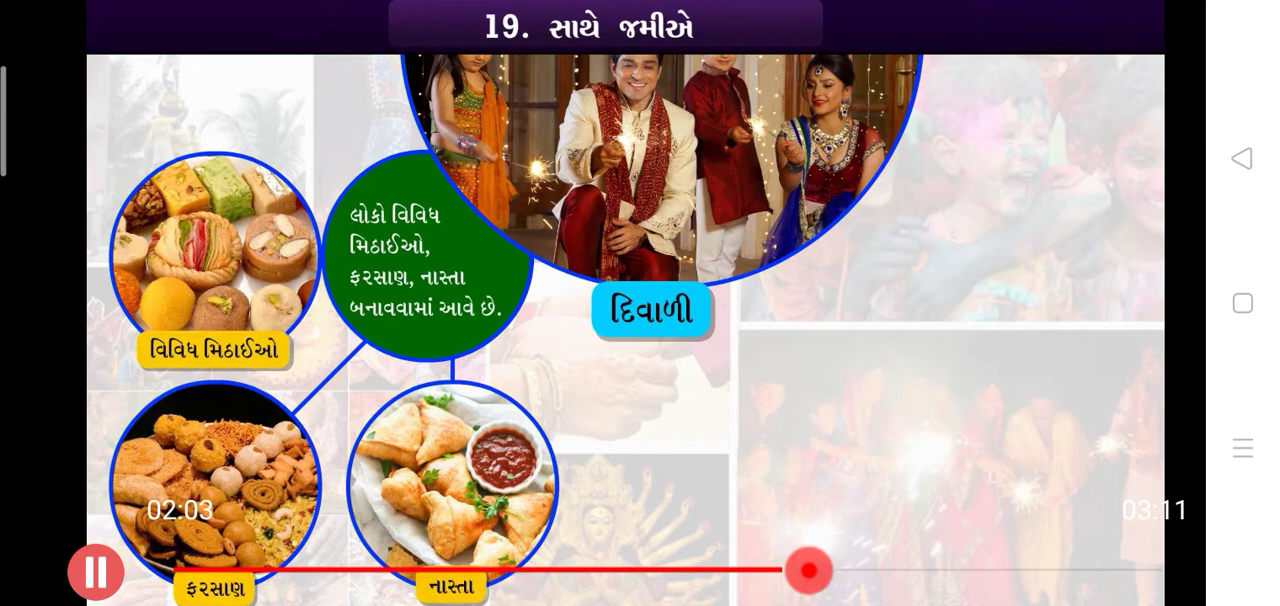 19. સાથે જમીએ
લોકો વિવિધ
મિઠાઈઓ,
ફરસાણ, નાસ્તા
બનાવવામાં આવે છે.
દિવાળી
વિવિધ મિઠાઈઓ
ફરસાણ
નાસ્તા
02:03
03:11